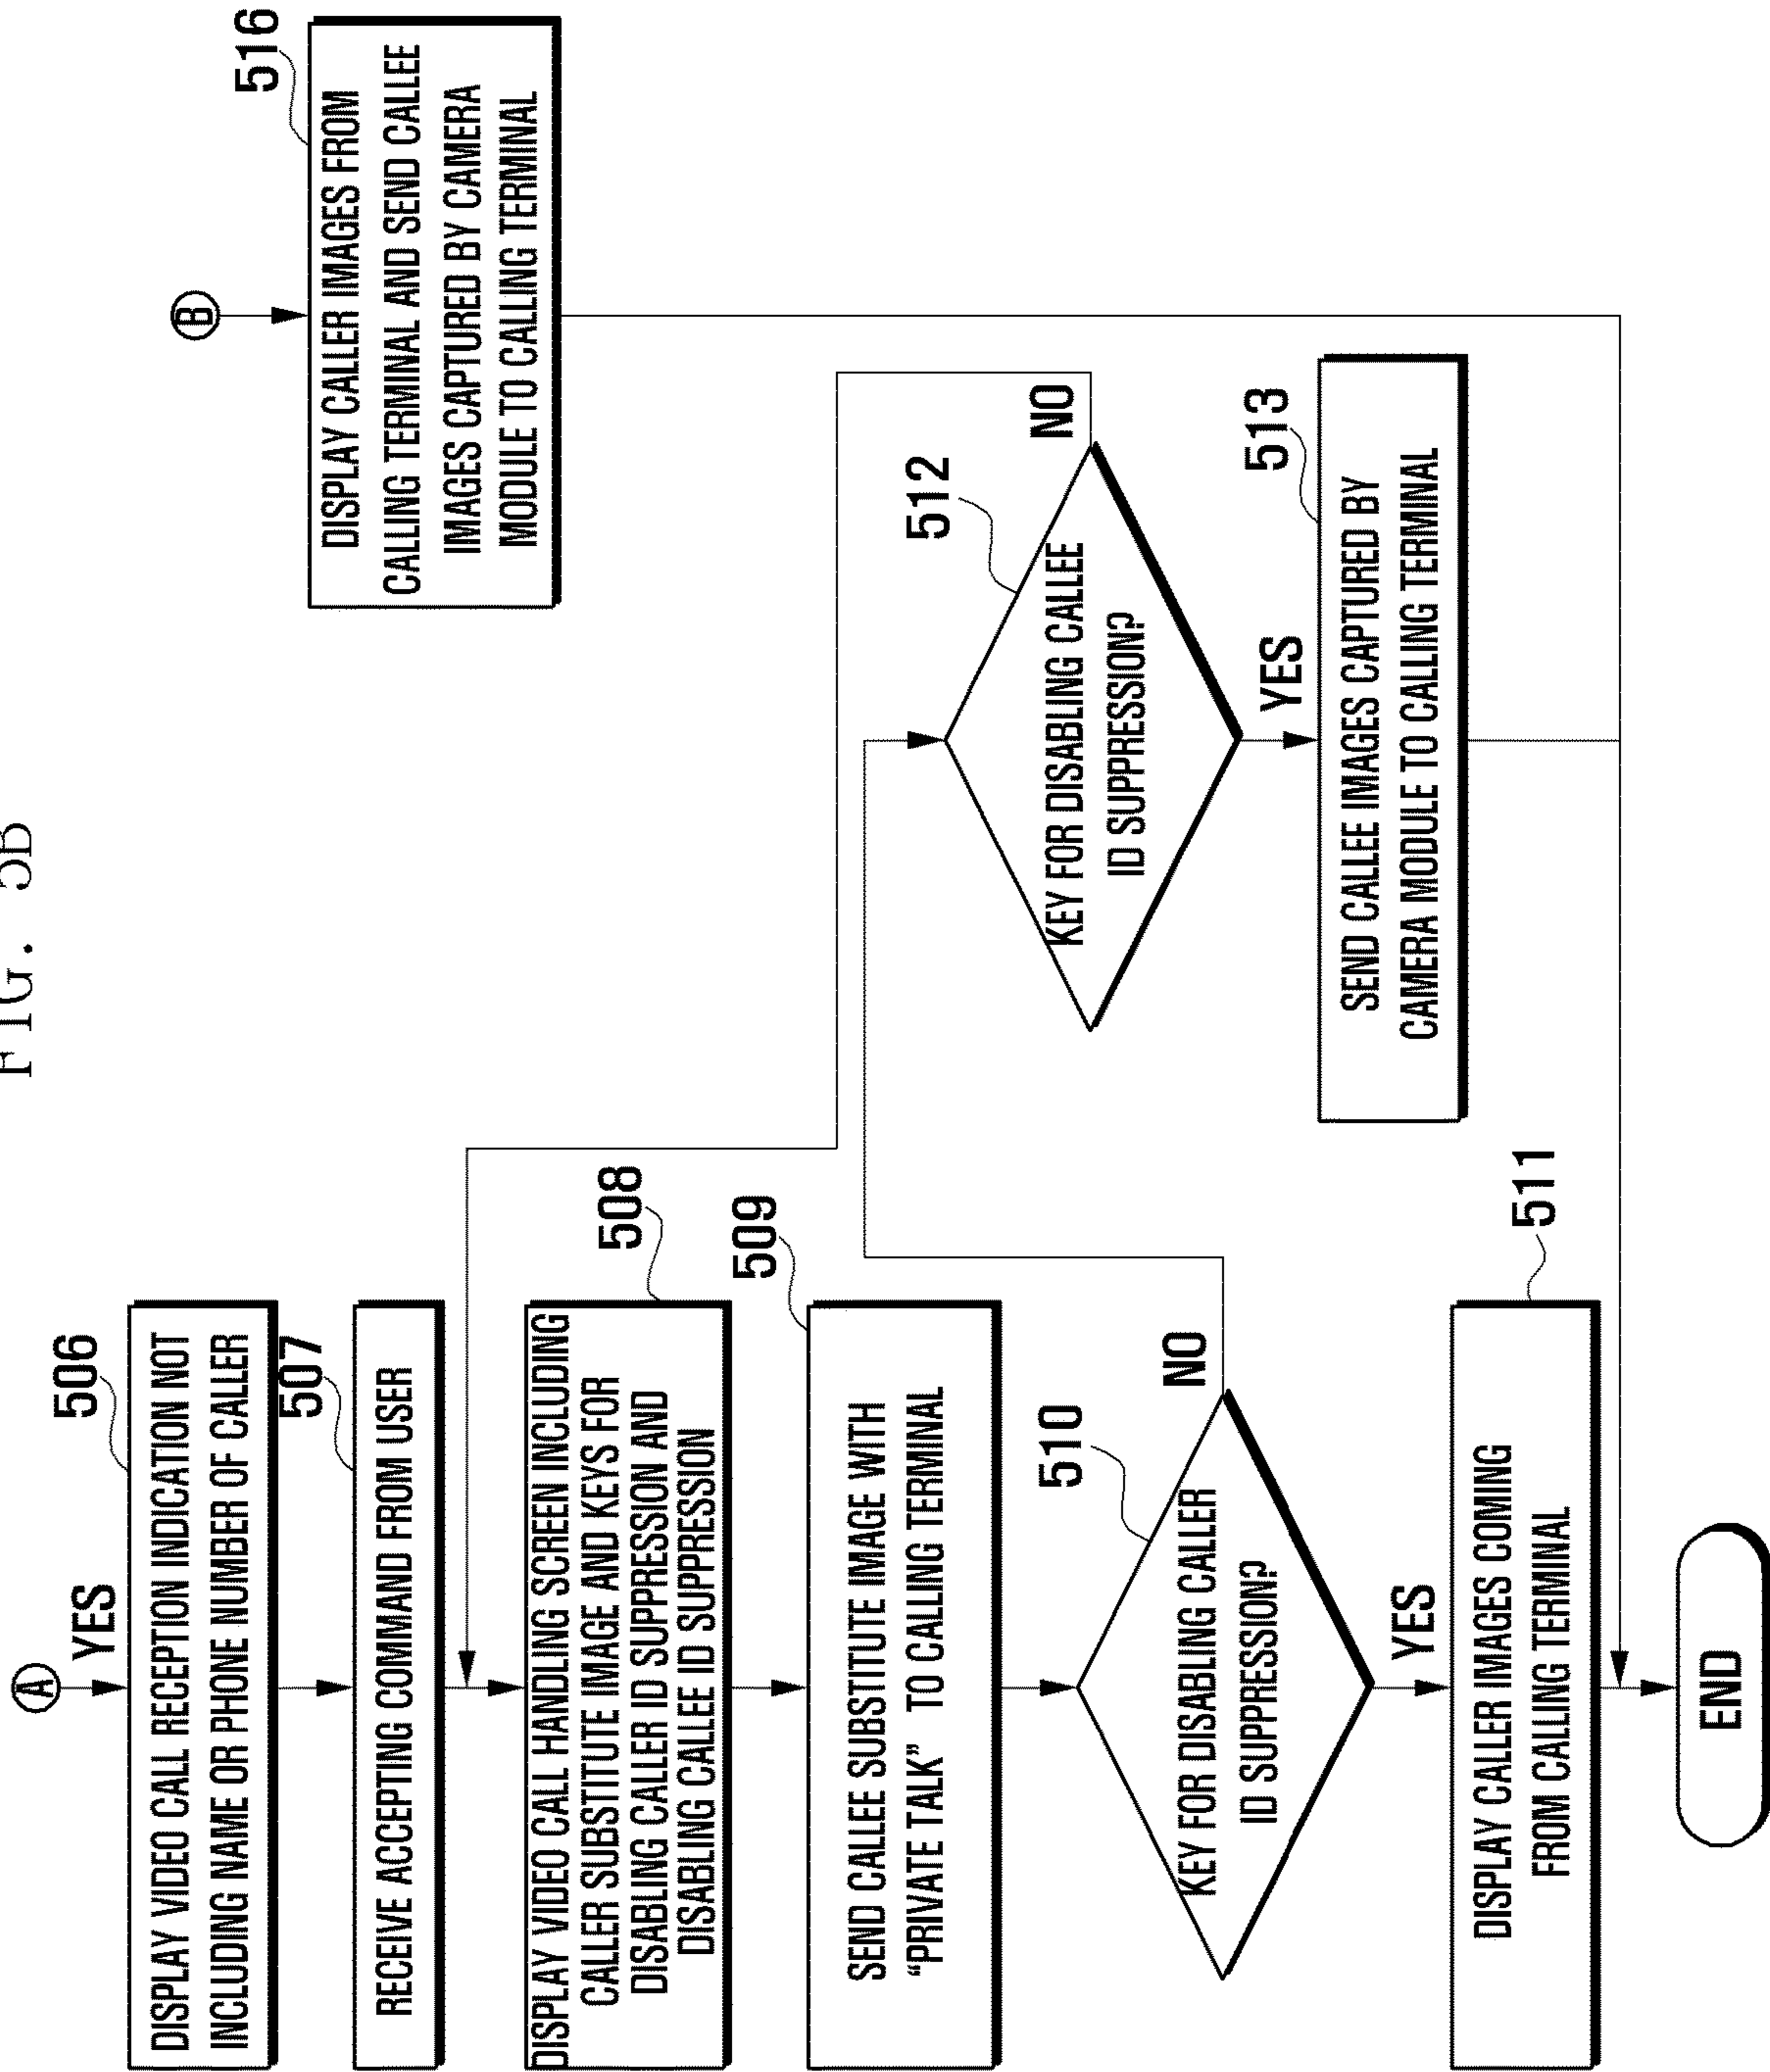 FIG. 5B
A
YES
506
DISPLAY VIDEO CALL RECEPTION INDICATION NOT
INCLUDING NAME OR PHONE NUMBER OF CALLER
507
RECEIVE ACCEPTING COMMAND FROM USER
508
DISPLAY VIDEO CALL HANDLING SCREEN INCLUDING
CALLER SUBSTITUTE IMAGE AND KEYS FOR
DISABLING CALLER ID SUPPRESSION AND
DISABLING CALLEE ID SUPPRESSION
509
SEND CALLEE SUBSTITUTE IMAGE WITH
“PRIVATE TALK” TO CALLING TERMINAL
510
KEY FOR DISABLING CALLER
ID SUPPRESSION?
NO
YES
511
DISPLAY CALLER IMAGES COMING
FROM CALLING TERMINAL
END
512
KEY FOR DISABLING CALLEE
ID SUPPRESSION?
NO
YES
513
SEND CALLEE IMAGES CAPTURED BY
CAMERA MODULE TO CALLING TERMINAL
B
516
DISPLAY CALLER IMAGES FROM
CALLING TERMINAL AND SEND CALLEE
IMAGES CAPTURED BY CAMERA
MODULE TO CALLING TERMINAL